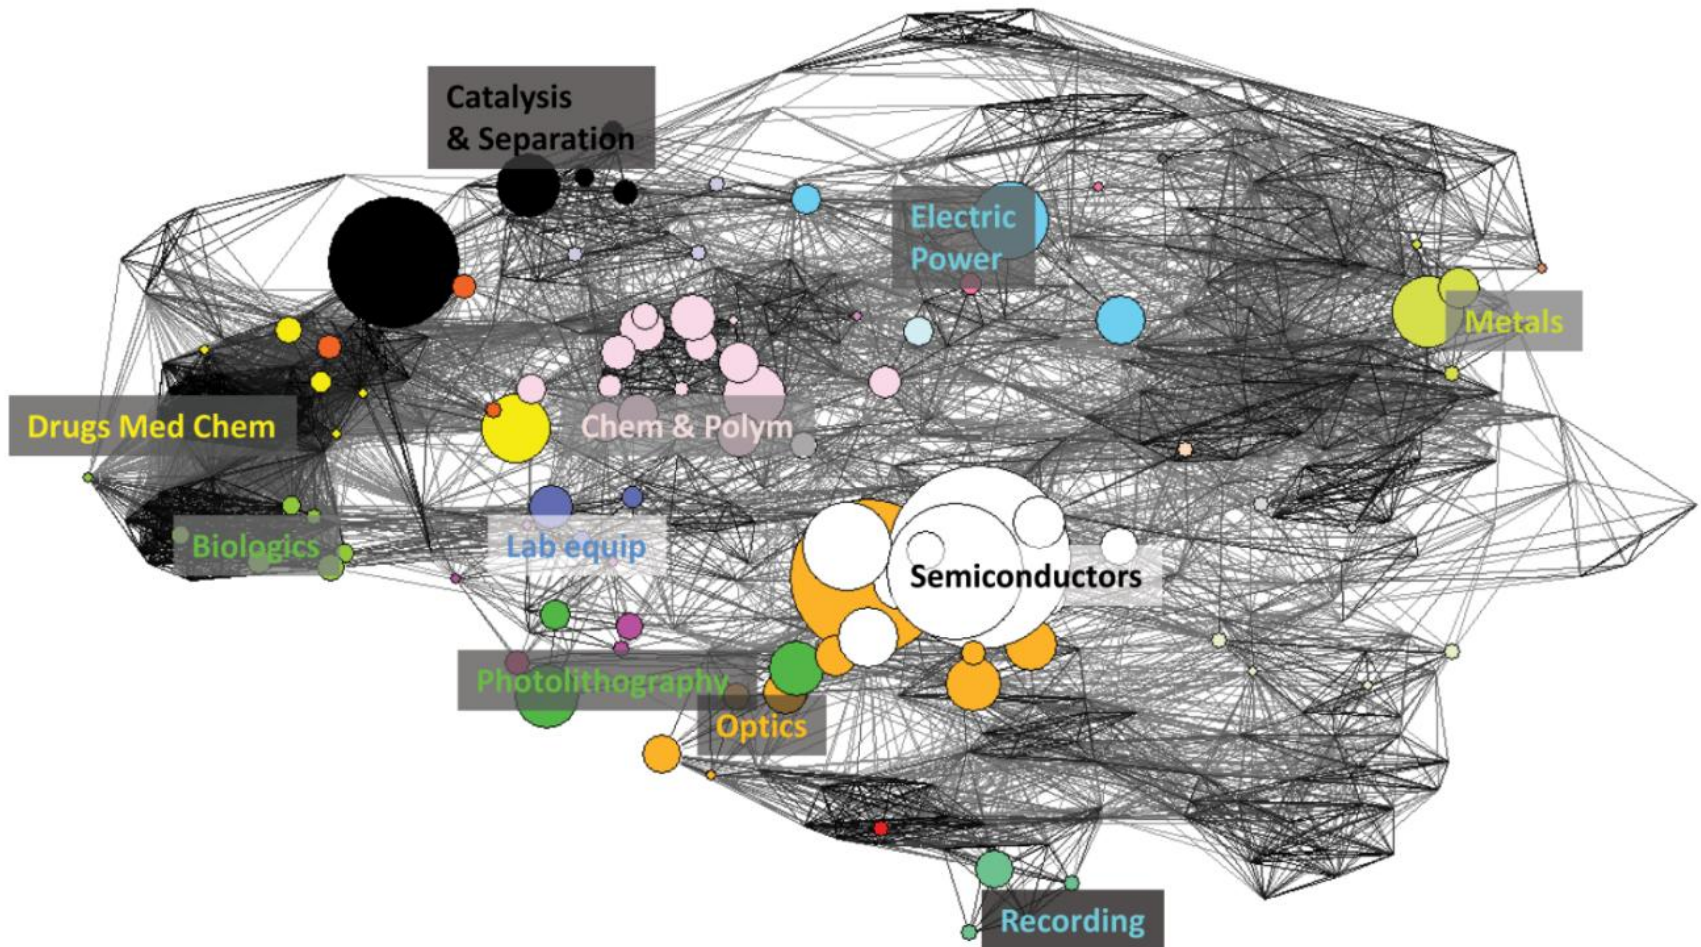 Catalysis
& Separation
Electric
Power
Metals
Drugs Med Chem
Chem & Polym
Biologics
Lab equip
Semiconductors
Photolithography
Optics
Recording